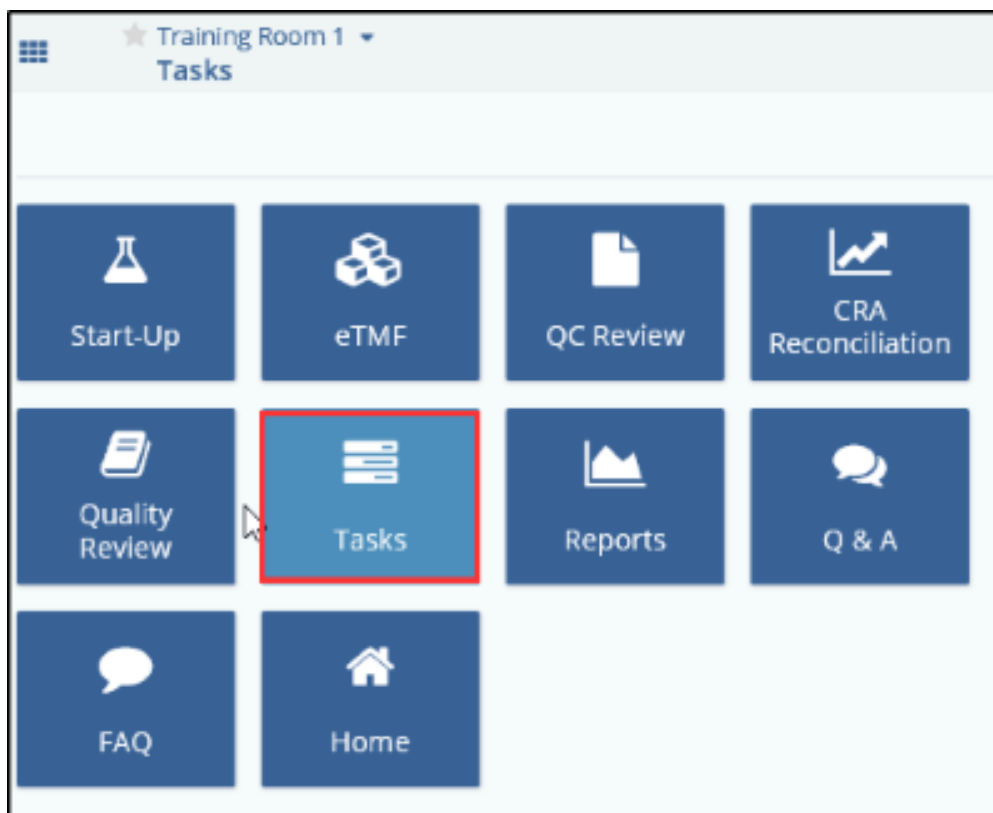 Training Room 1
Tasks
Start-Up
eTMF
QC Review
CRA
Reconciliation
Quality
Review
Tasks
Reports
Q & A
FAQ
Home